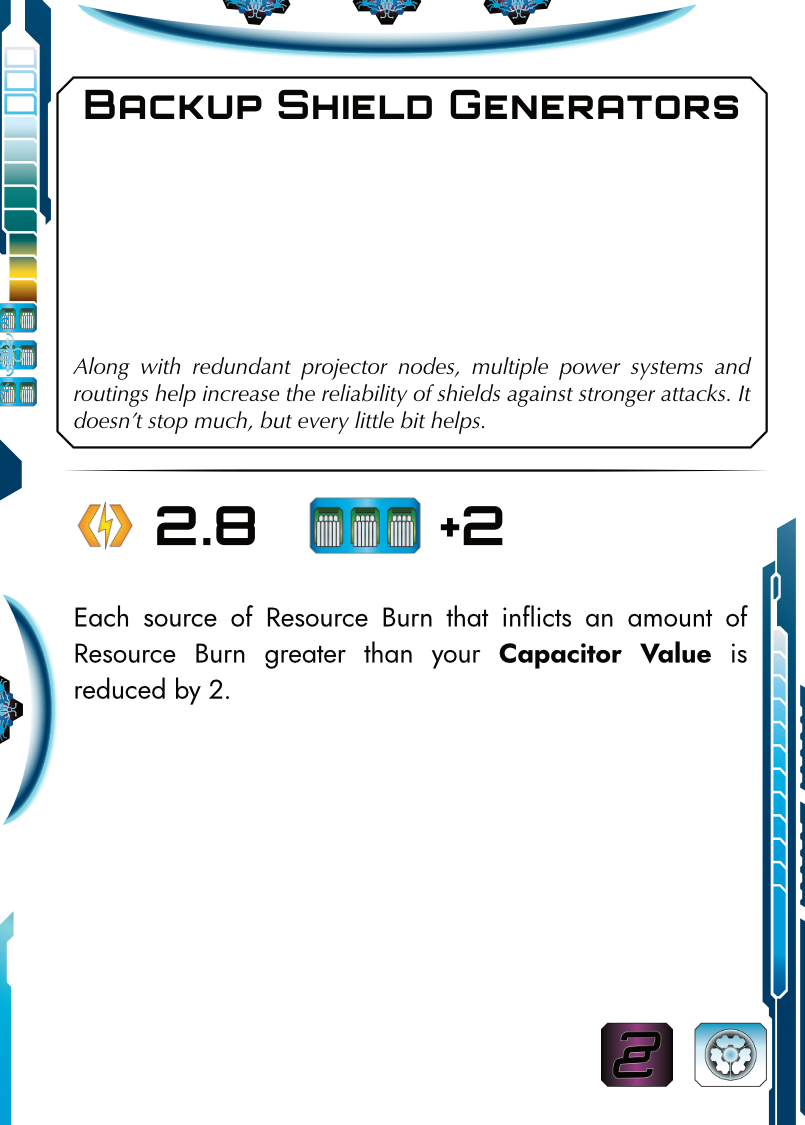 Backup Shield Generators
Along with redundant projector nodes, multiple power systems and
routings help increase the reliability of shields against stronger attacks. It
doesn’t stop much, but every little bit helps.
2.8 +2
Each source of Resource Burn that inflicts an amount of
Resource Burn greater than your Capacitor Value is
reduced by 2.
2